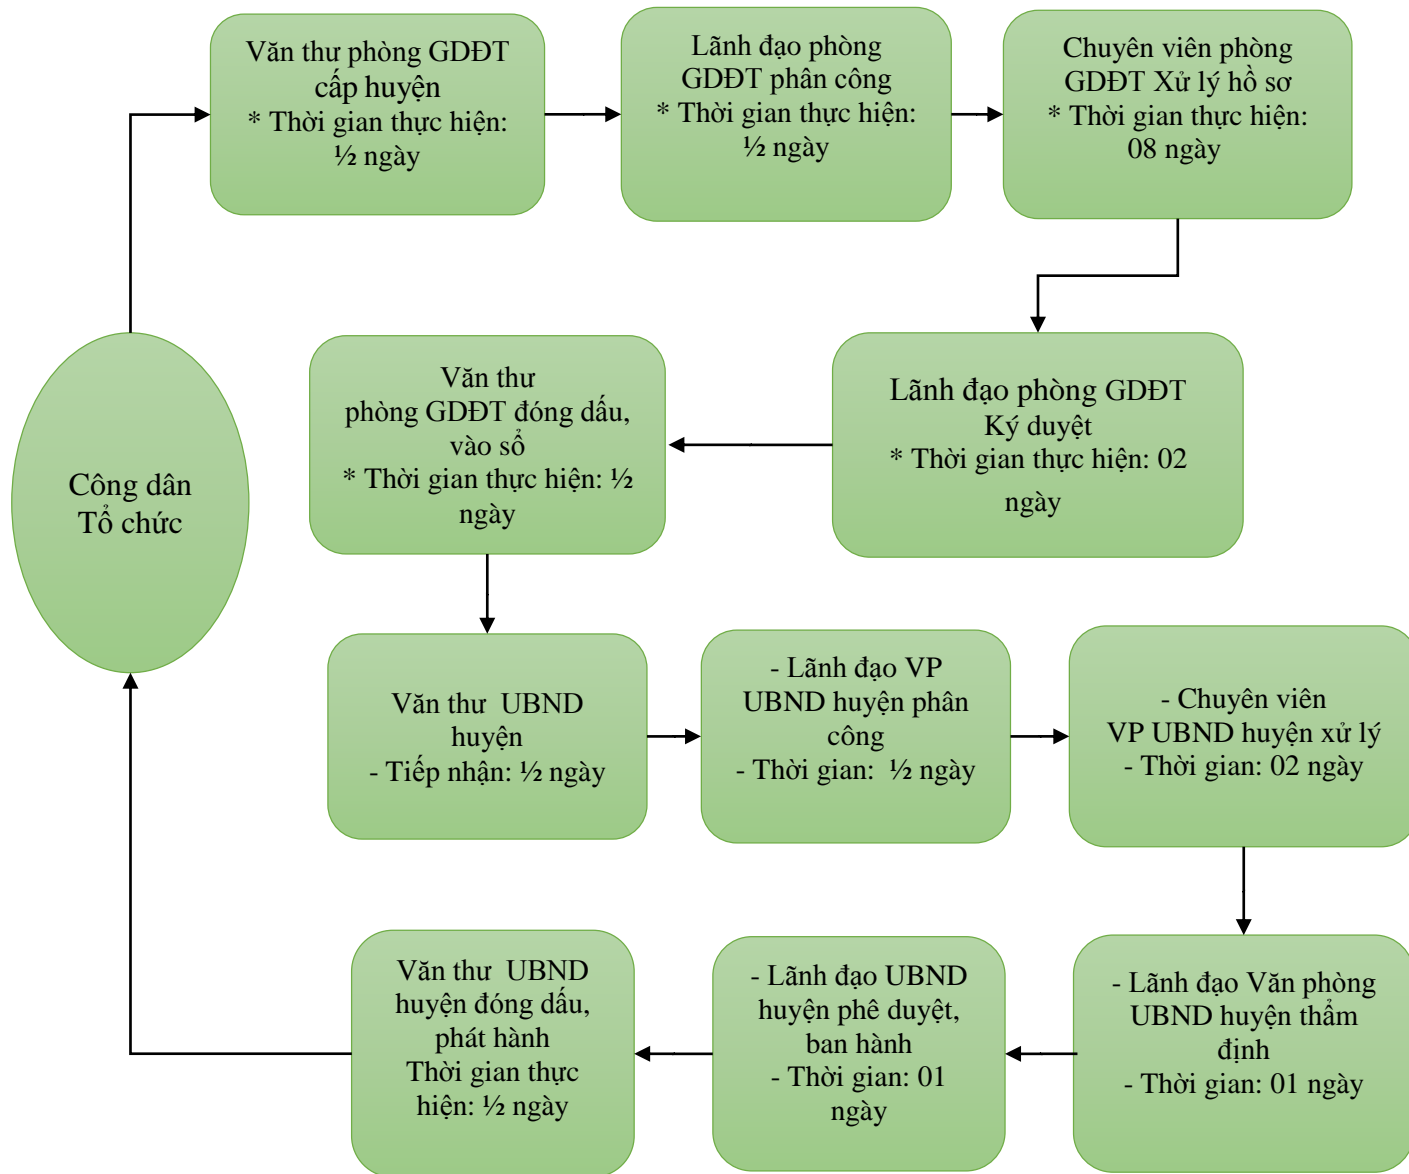 Văn thư phòng GDĐT
cấp huyện
* Thời gian thực hiện:
½ ngày
Lãnh đạo phòng
GDĐT phân công
* Thời gian thực hiện:
½ ngày
Chuyên viên phòng
GDĐT Xử lý hồ sơ
* Thời gian thực hiện:
08 ngày
Công dân
Tổ chức
Văn thư
phòng GDĐT đóng dấu,
vào sổ
* Thời gian thực hiện: ½
ngày
Lãnh đạo phòng GDĐT
Ký duyệt
* Thời gian thực hiện: 02
ngày
Văn thư UBND
huyện
- Tiếp nhận: ½ ngày
- Lãnh đạo VP
UBND huyện phân
công
- Thời gian: ½ ngày
- Chuyên viên
VP UBND huyện xử lý
- Thời gian: 02 ngày
Văn thư UBND
huyện đóng dấu,
phát hành
Thời gian thực
hiện: ½ ngày
- Lãnh đạo UBND
huyện phê duyệt,
ban hành
- Thời gian: 01
ngày
- Lãnh đạo Văn phòng
UBND huyện thẩm
định
- Thời gian: 01 ngày